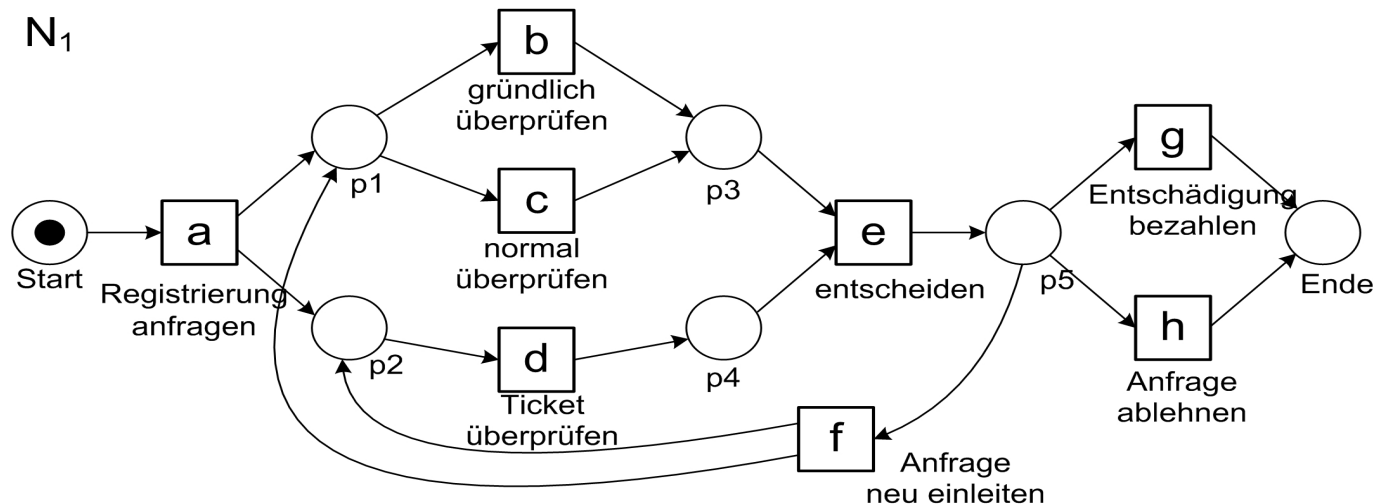 N₁
b
gründlich
überprüfen
p1
c
normal
überprüfen
p3
Start
a
Registrierung
anfragen
p2
d
Ticket
überprüfen
p4
e
entscheiden
p5
f
Anfrage
neu einleiten
g
Entschädigung
bezahlen
h
Anfrage
ablehnen
Ende